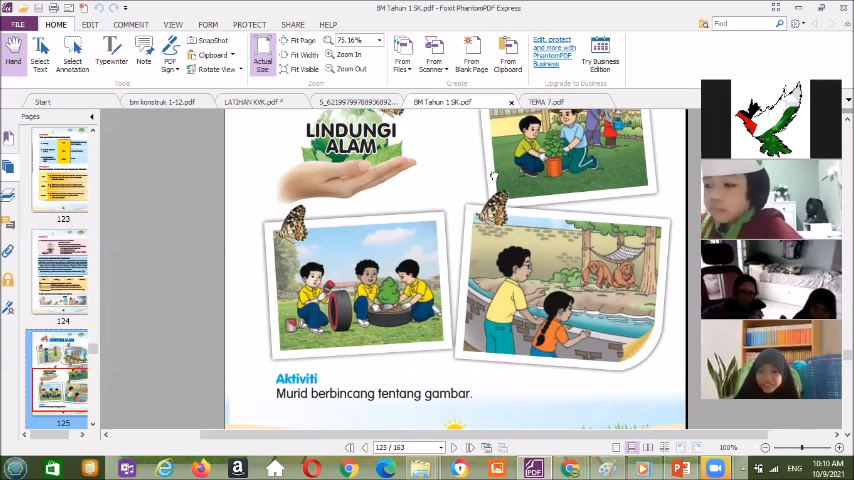 BM Tahun 1 SK.pdf - Foxit PhantomPDF Express
FILE HOME EDIT COMMENT VIEW FORM PROTECT SHARE HELP
Find
Hand
Select Text
Select Annotation
Typewriter
Note
PDF Sign
SnapShot
Clipboard
Rotate View
Actual Size
Fit Page
Fit Width
Fit Visible
75.16%
Zoom In
Zoom Out
From Files
From Scanner
From Blank Page
From Clipboard
Edit, protect and more with PhantomPDF Business
Try Business Edition
Tools Zoom Create Upgrade to Business
Start bm konstruk 1-12.pdf LATIHAN KVK.pdf * 5_62199799788936892... BM Tahun 1 SK.pdf TEMA 7.pdf
Pages
123
124
125
LINDUNGI
ALAM
Aktiviti
Murid berbincang tentang gambar.
125 / 163
100%
ENG
10:10 AM
10/9/2021